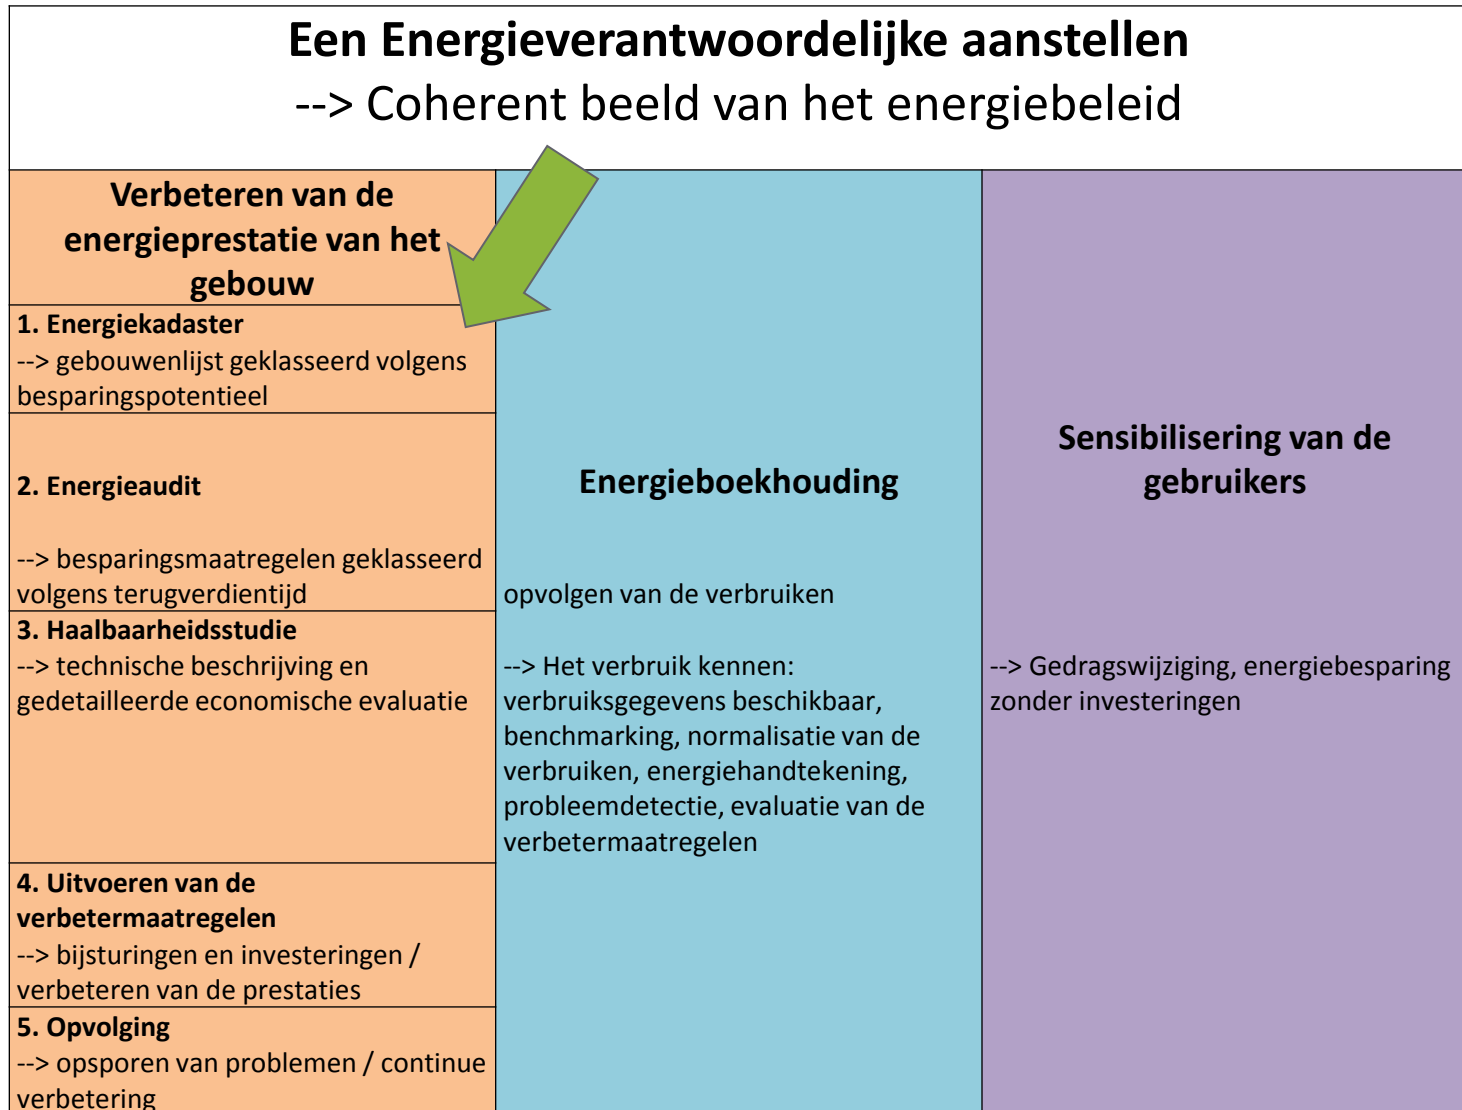 Een Energieverantwoordelijke aanstellen
--> Coherent beeld van het energiebeleid
Verbeteren van de
energieprestatie van het
gebouw
1. Energiekadaster
--> gebouwenlijst geklasseerd volgens
besparingspotentieel
2. Energieaudit
--> besparingsmaatregelen geklasseerd
volgens terugverdientijd
3. Haalbaarheidsstudie
--> technische beschrijving en
gedetailleerde economische evaluatie
4. Uitvoeren van de
verbetermaatregelen
--> bijsturingen en investeringen /
verbeteren van de prestaties
5. Opvolging
--> opsporen van problemen / continue
verbetering
Energieboekhouding
opvolgen van de verbruiken
--> Het verbruik kennen:
verbruiksgegevens beschikbaar,
benchmarking, normalisatie van de
verbruiken, energiehandtekening,
probleemdetectie, evaluatie van de
verbetermaatregelen
Sensibilisering van de
gebruikers
--> Gedragswijziging, energiebesparing
zonder investeringen